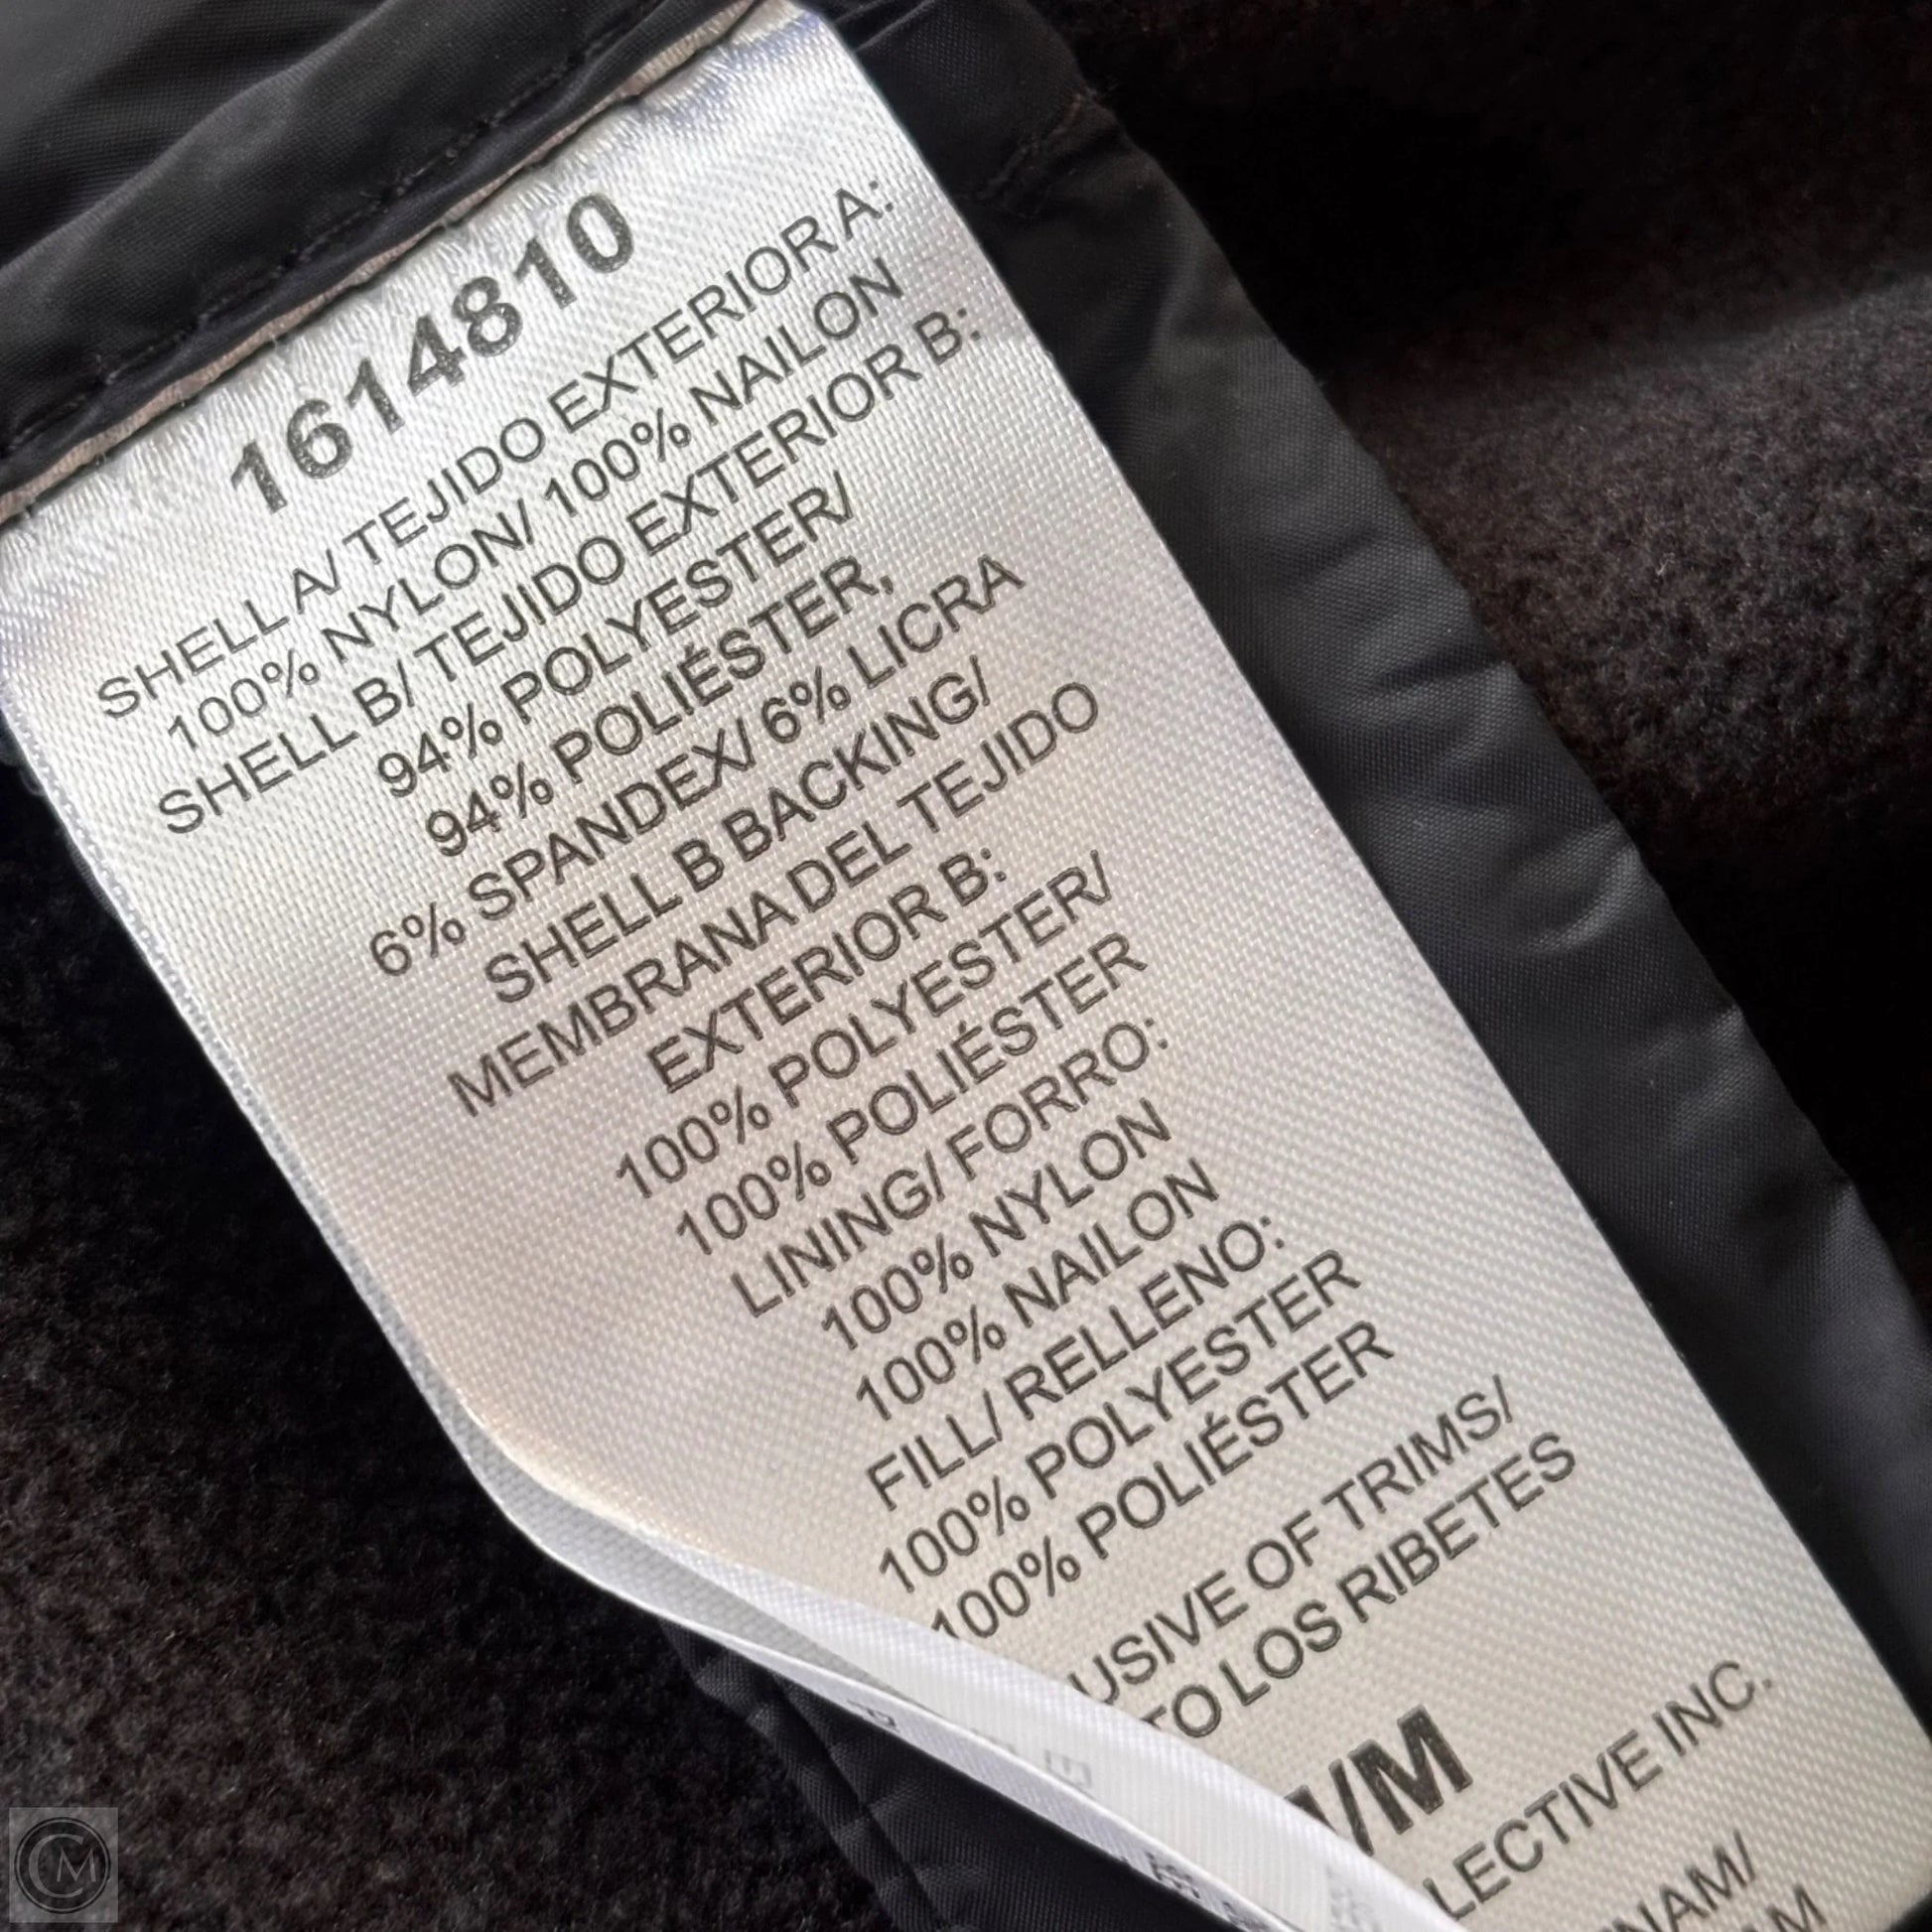 1614810
SHELL A/ TEJIDO EXTERIOR A:
100% NYLON/ 100% NAILON
SHELL B/ TEJIDO EXTERIOR B:
94% POLYESTER/
94% POLIÉSTER,
6% SPANDEX/ 6% LICRA
SHELL B BACKING/
MEMBRANA DEL TEJIDO
EXTERIOR B:
100% POLYESTER/
100% POLIÉSTER
LINING/ FORRO:
100% NYLON
100% NAILON
FILL/ RELLENO:
100% POLYESTER
100% POLIÉSTER
USIVE OF TRIMS/
TO LOS RIBETES
/M
LECTIVE INC.
NAM/
M
CM